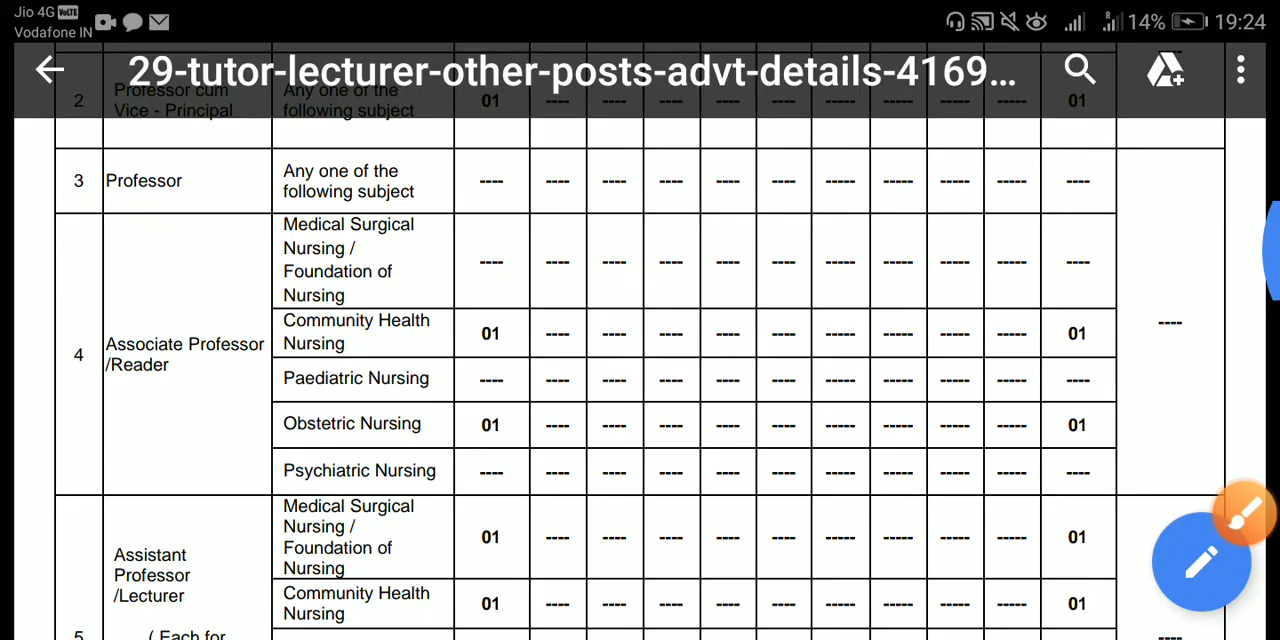 Jio 4G VoLTE
Vodafone IN
14% 19:24
29-tutor-lecturer-other-posts-advt-details-4169...
2 Professor cum Vice - Principal Any one of the following subject 01 ---- ---- ---- ---- ---- ----- ----- ----- ----- 01
3 Professor Any one of the following subject ---- ---- ---- ---- ---- ---- ----- ----- ----- ----- ----
4 Associate Professor /Reader
Medical Surgical Nursing / Foundation of Nursing ---- ---- ---- ---- ---- ---- ----- ----- ----- ----- ----
Community Health Nursing 01 ---- ---- ---- ---- ---- ----- ----- ----- ----- 01
----
Paediatric Nursing ---- ---- ---- ---- ---- ---- ----- ----- ----- ----- ----
Obstetric Nursing 01 ---- ---- ---- ---- ---- ----- ----- ----- ----- 01
Psychiatric Nursing ---- ---- ---- ---- ---- ---- ----- ----- ----- ----- ----
5 Assistant Professor /Lecturer ( Each for
Medical Surgical Nursing / Foundation of Nursing 01 ---- ---- ---- ---- ---- ----- ----- ----- ----- 01
Community Health Nursing 01 ---- ---- ---- ---- ---- ----- ----- ----- ----- 01
----